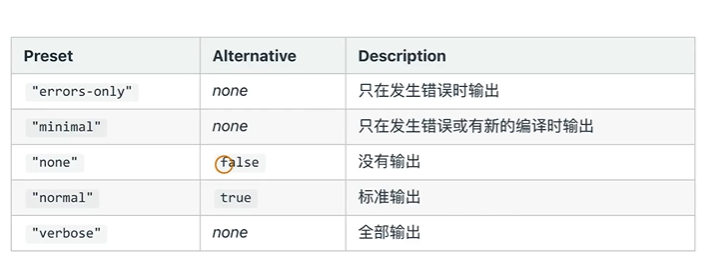 Preset Alternative Description
"errors-only" none 只在发生错误时输出
"minimal" none 只在发生错误或有新的编译时输出
"none" false 没有输出
"normal" true 标准输出
"verbose" none 全部输出